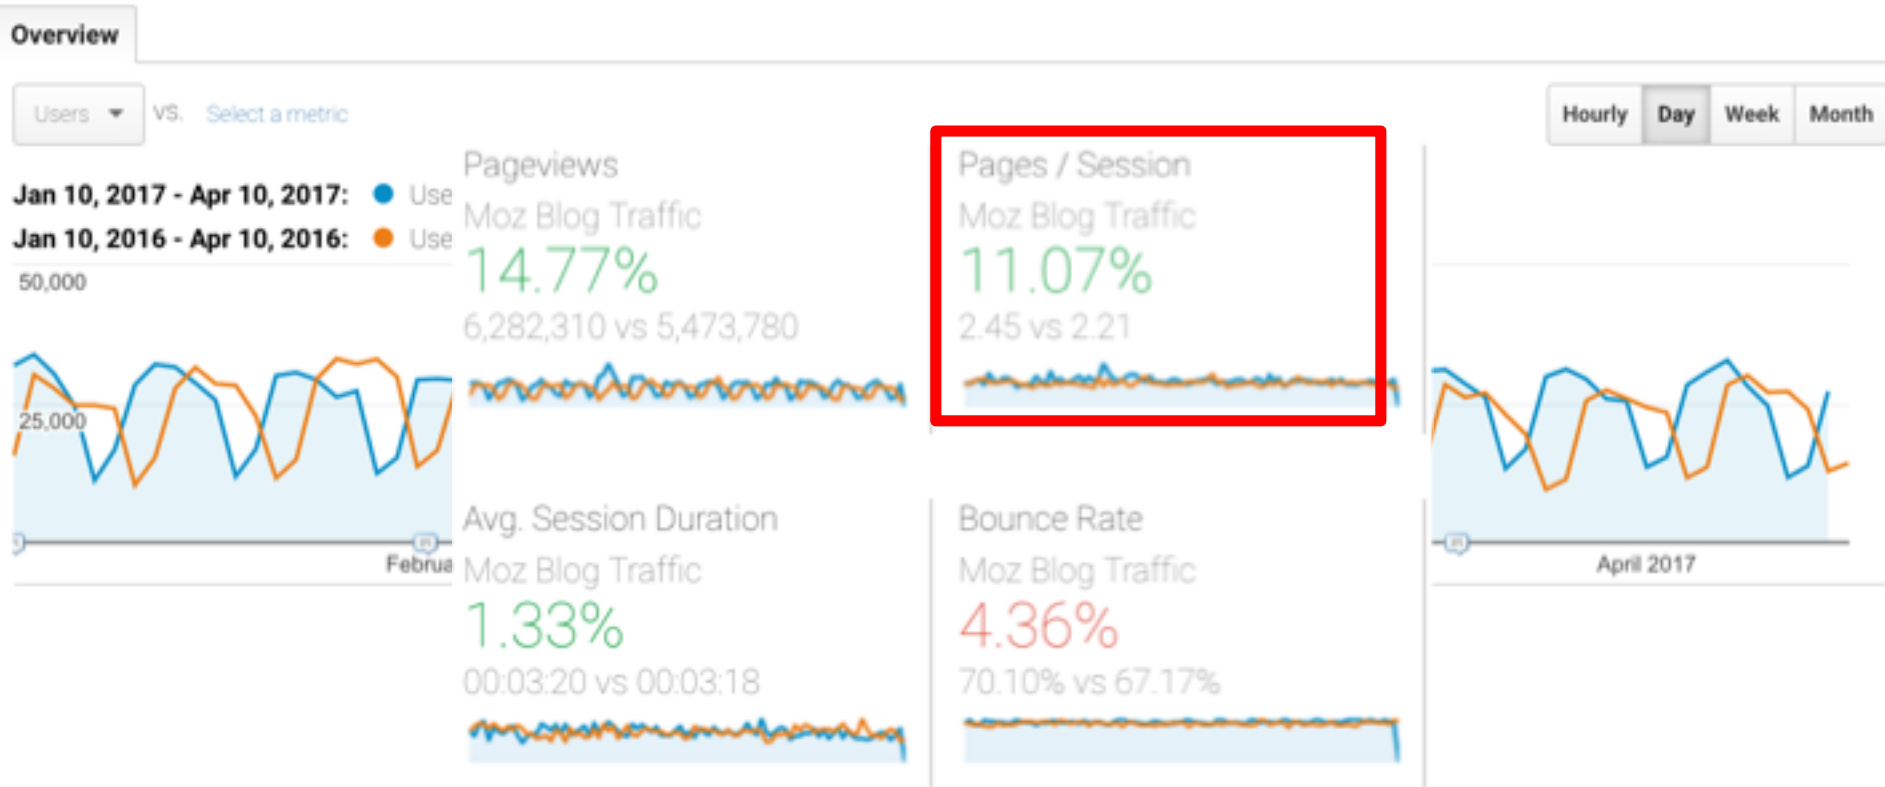 Overview
Users vs. Select a metric
Hourly Day Week Month
Jan 10, 2017 - Apr 10, 2017: Use
Jan 10, 2016 - Apr 10, 2016: Use
50,000
25,000
Februa
Pageviews
Moz Blog Traffic
14.77%
6,282,310 vs 5,473,780
Pages / Session
Moz Blog Traffic
11.07%
2.45 vs 2.21
Avg. Session Duration
Moz Blog Traffic
1.33%
00:03:20 vs 00:03:18
Bounce Rate
Moz Blog Traffic
4.36%
70.10% vs 67.17%
April 2017